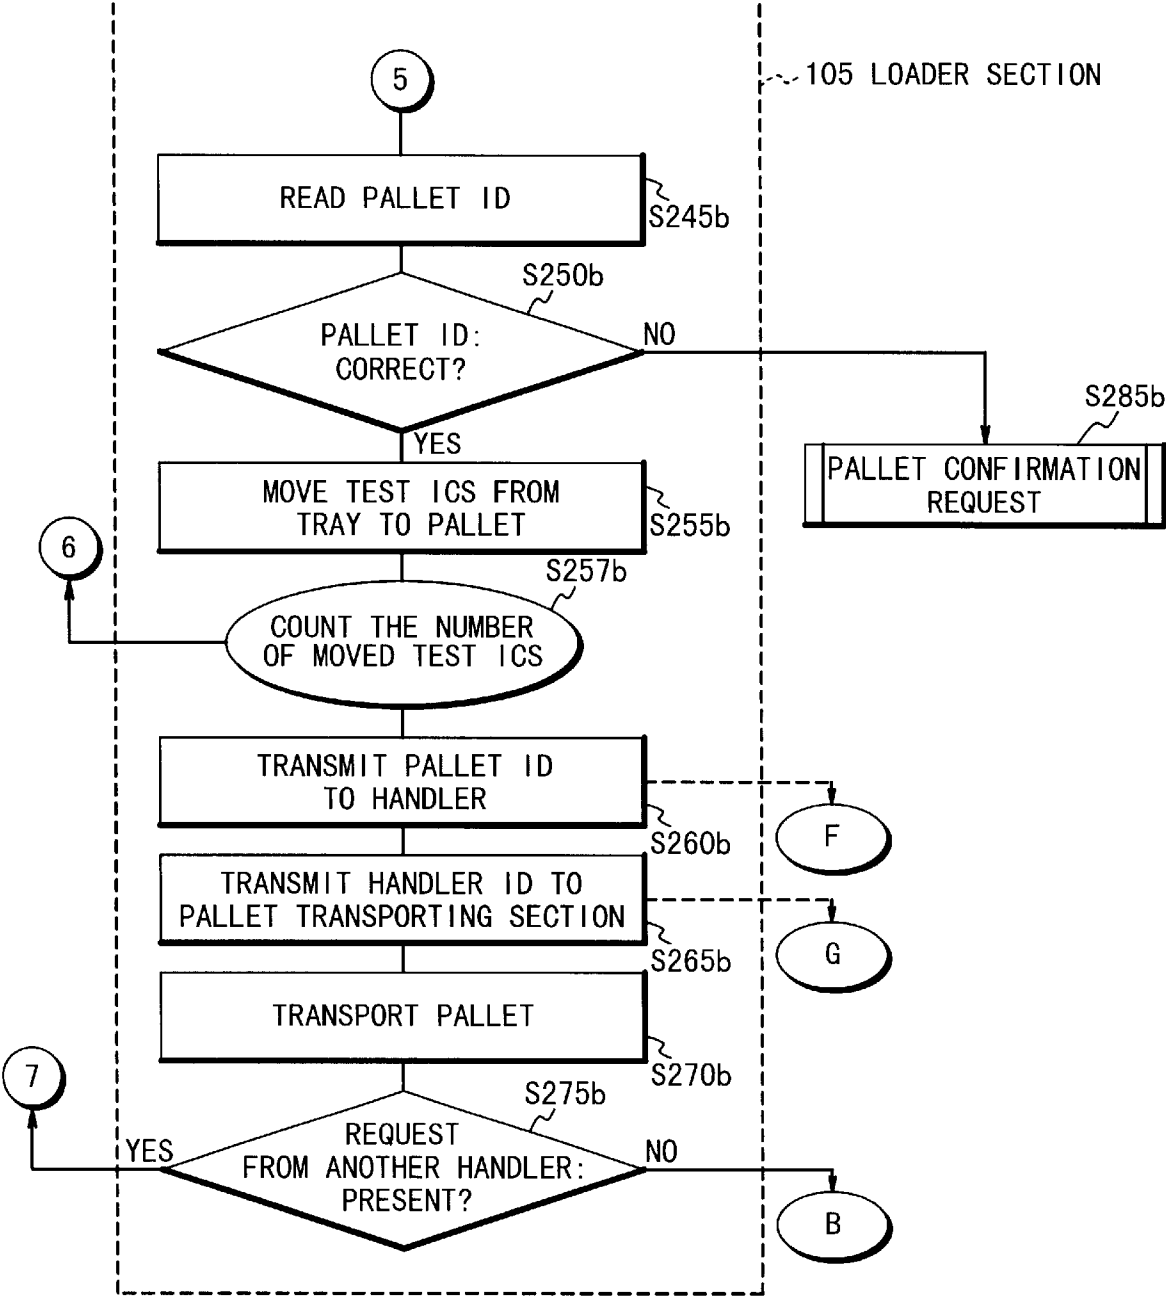 5
105 LOADER SECTION
READ PALLET ID
S245b
S250b
PALLET ID:
CORRECT?
NO
YES
S285b
PALLET CONFIRMATION
REQUEST
MOVE TEST ICS FROM
TRAY TO PALLET
S255b
6
S257b
COUNT THE NUMBER
OF MOVED TEST ICS
TRANSMIT PALLET ID
TO HANDLER
S260b
F
TRANSMIT HANDLER ID TO
PALLET TRANSPORTING SECTION
S265b
G
TRANSPORT PALLET
S270b
7
S275b
YES
REQUEST
FROM ANOTHER HANDLER:
PRESENT?
NO
B